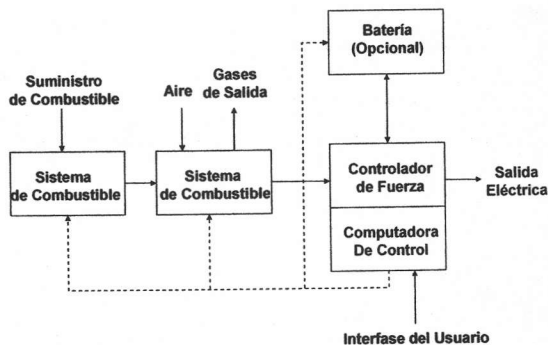 Batería
(Opcional)
Suministro
de Combustible
Aire
Gases
de Salida
Sistema
de Combustible
Sistema
de Combustible
Controlador
de Fuerza
Salida
Eléctrica
Computadora
De Control
Interfase del Usuario